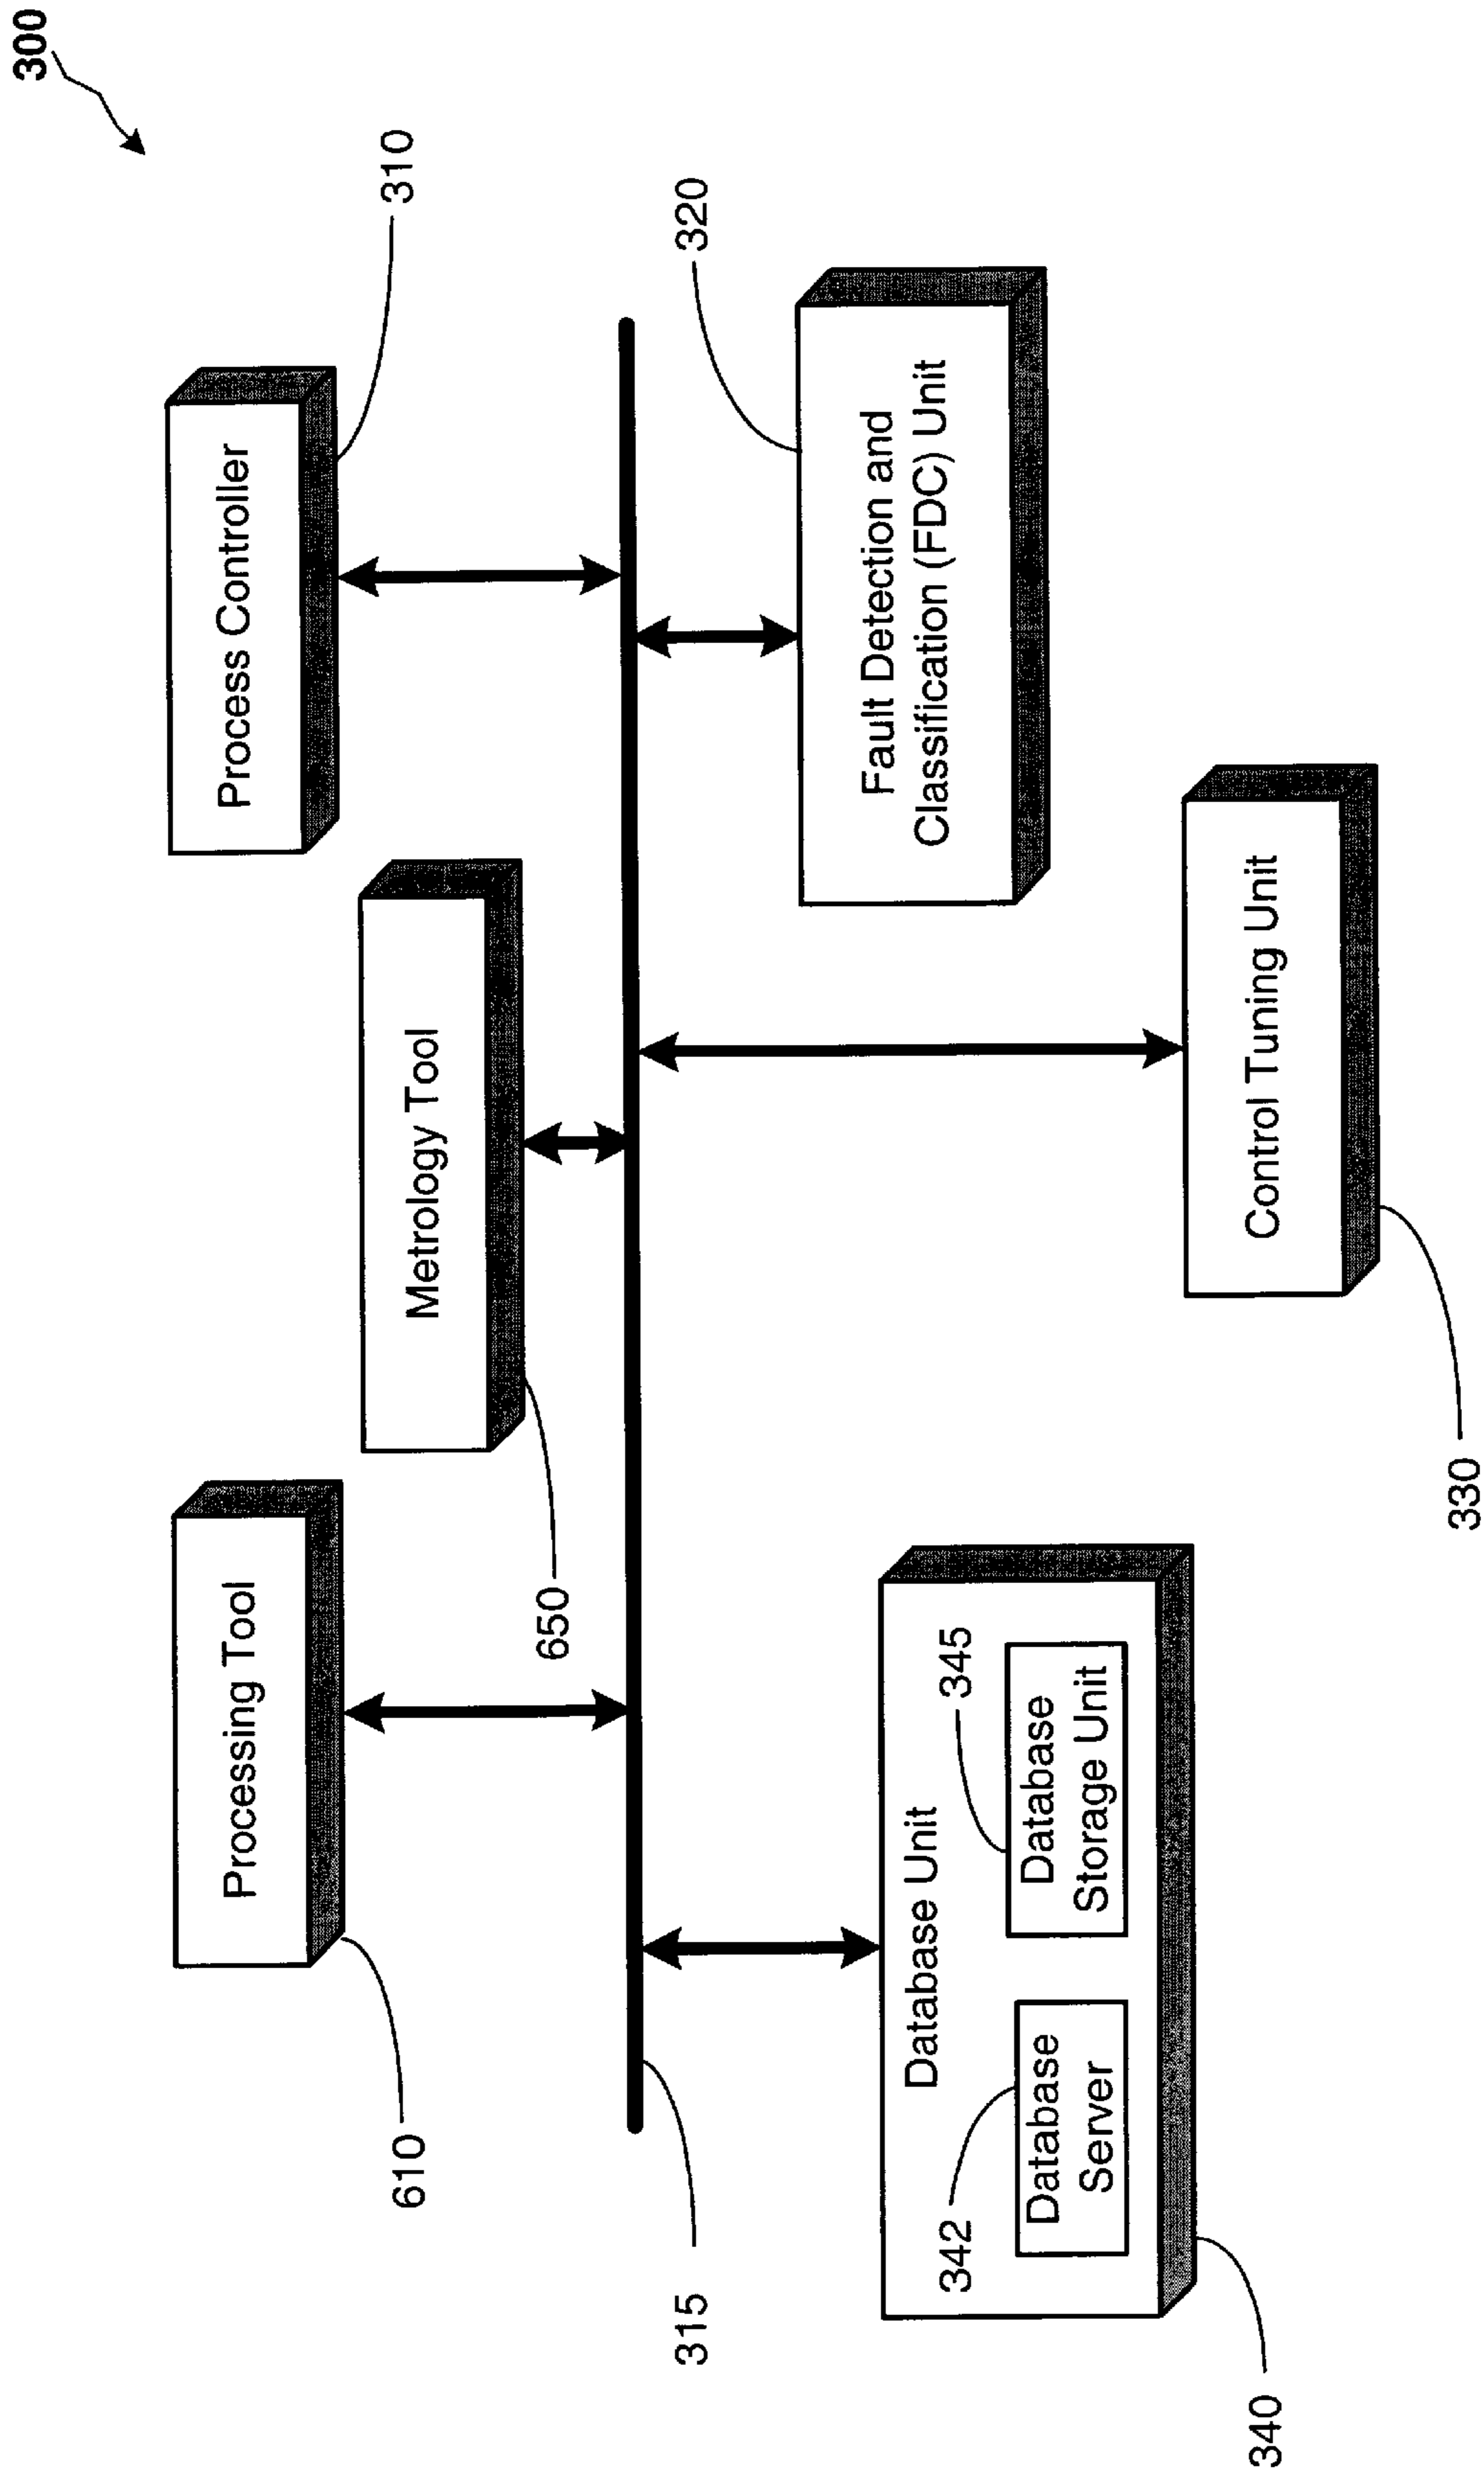 300
Processing Tool
610
Metrology Tool
650
Process Controller
310
315
Database Unit
342
Database
Server
345
Database
Storage Unit
340
Control Tuning Unit
330
Fault Detection and
Classification (FDC) Unit
320